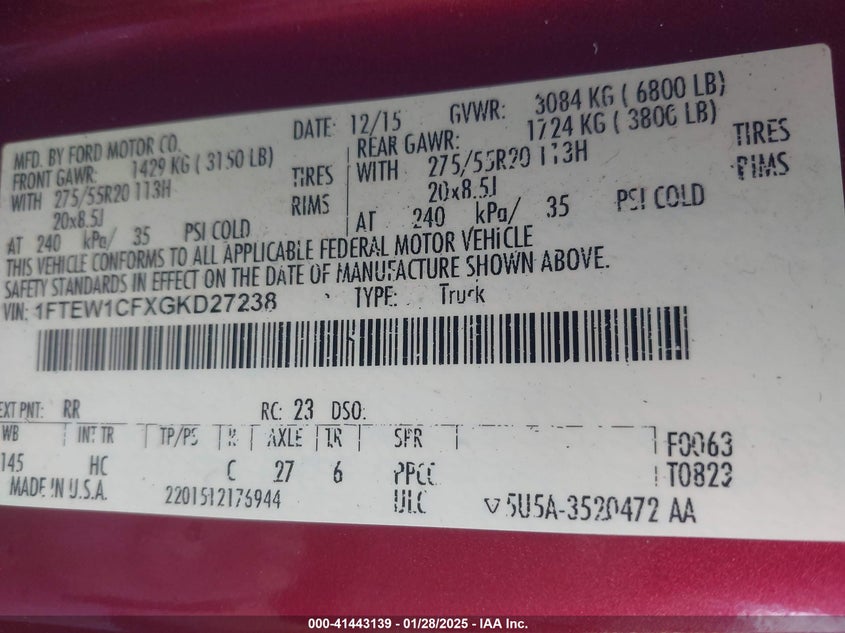 MFD. BY FORD MOTOR CO.
DATE: 12/15 GVWR: 3084 KG ( 6800 LB)
FRONT GAWR: 1429 KG ( 3150 LB)
REAR GAWR: 1724 KG ( 3800 LB)
WITH 275/55R20 113H TIRES
WITH 275/55R20 113H TIRES
20x8.5J RIMS
20x8.5J RIMS
AT 240 kPa/ 35 PSI COLD
AT 240 kPa/ 35 PSI COLD
THIS VEHICLE CONFORMS TO ALL APPLICABLE FEDERAL MOTOR VEHICLE
SAFETY STANDARDS IN EFFECT ON THE DATE OF MANUFACTURE SHOWN ABOVE.
VIN: 1FTEW1CFXGKD27238 TYPE: Truck
EXT PNT: RR RC: 23 DSO:
WB INT TR TP/PS R AXLE TR SPR F0063
145 HC C 27 6 PPCC T0823
MADE IN U.S.A. 2201512176944 ULC 5U5A-3520472 AA
000-41443139 - 01/28/2025 - IAA Inc.